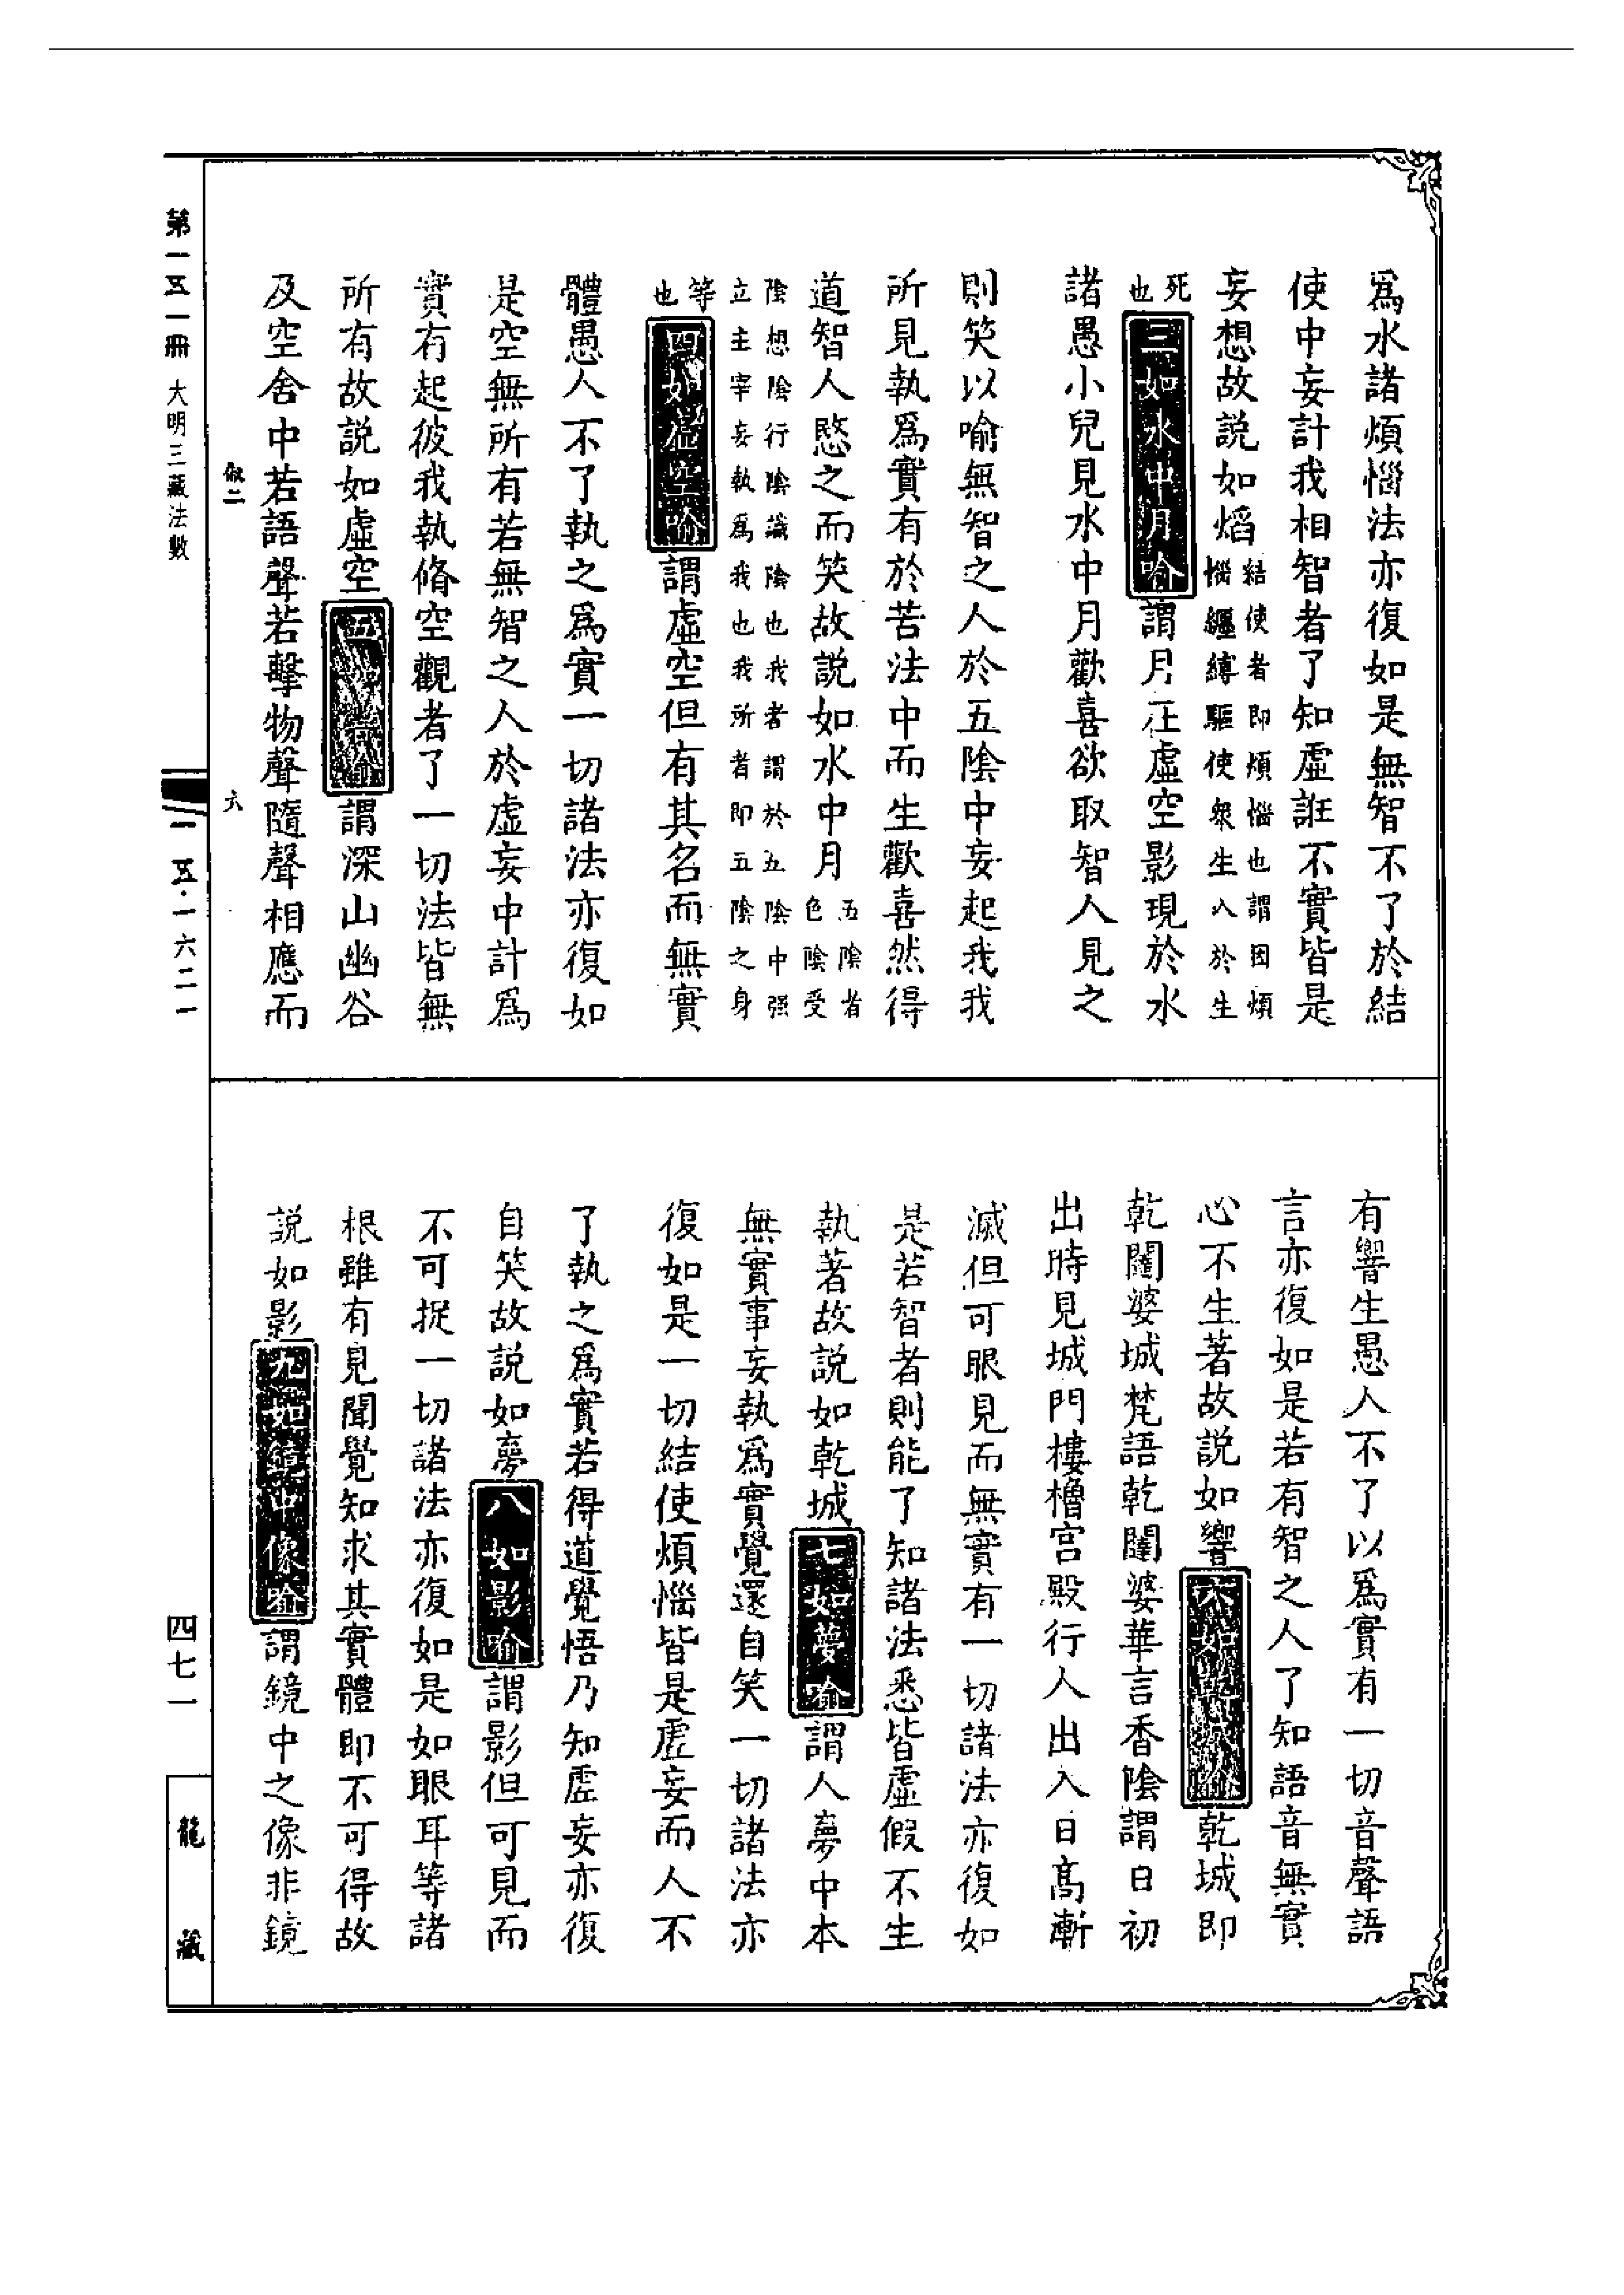 爲水諸煩惱法亦復如是無智不了於結
使中妄計我相智者了知虛誑不實皆是
妄想故説如焰結使者即煩惱也謂因煩惱纏縛驅使衆生入於生
死也三如水中月喻謂月在虛空影現於水
諸愚小兒見水中月歡喜欲取智人見之
則笑以喻無智之人於五陰中妄起我我
所見執爲實有於苦法中而生歡喜然得
道智人愍之而笑故説如水中月五陰者色陰受
陰想陰行陰識陰也我者謂於五陰中强立主宰妄執爲我也我所者即五陰之身
等也四如虛空喻謂虛空但有其名而無實
體愚人不了執之爲實一切諸法亦復如
是空無所有若無智之人於虛妄中計爲
實有起彼我執脩空觀者了一切法皆無
所有故説如虛空五謂深山幽谷
及空舍中若語聲若擊物聲隨聲相應而
有響生愚人不了以爲實有一切音聲語
言亦復如是若有智之人了知語音無實
心不生著故説如響六如乾城喻乾城即
乾闥婆城梵語乾闥婆華言香陰謂日初
出時見城門樓櫓宮殿行人出入日高漸
滅但可眼見而無實有一切諸法亦復如
是若智者則能了知諸法悉皆虛假不生
執著故説如乾城七如夢喻謂人夢中本
無實事妄執爲實覺還自笑一切諸法亦
復如是一切結使煩惱皆是虛妄而人不
了執之爲實若得道覺悟乃知虛妄亦復
自笑故説如夢八如影喻謂影但可見而
不可捉一切諸法亦復如是如眼耳等諸
根雖有見聞覺知求其實體即不可得故
説如影九如鏡中像喻謂鏡中之像非鏡
第一五一冊 大明三藏法數
俶二
六
一五·一六二一
四七一
龍藏